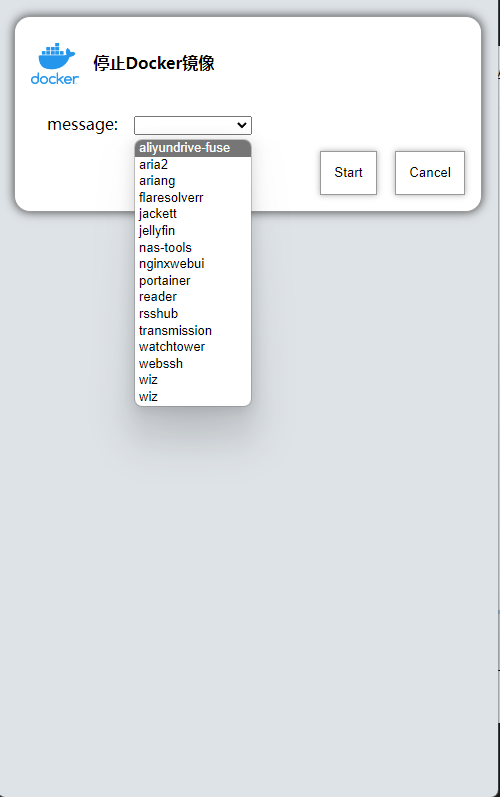 docker
停止Docker镜像
message:
aliyundrive-fuse
aria2
ariang
flaresolverr
jackett
jellyfin
nas-tools
nginxwebui
portainer
reader
rsshub
transmission
watchtower
webssh
wiz
wiz
Start
Cancel